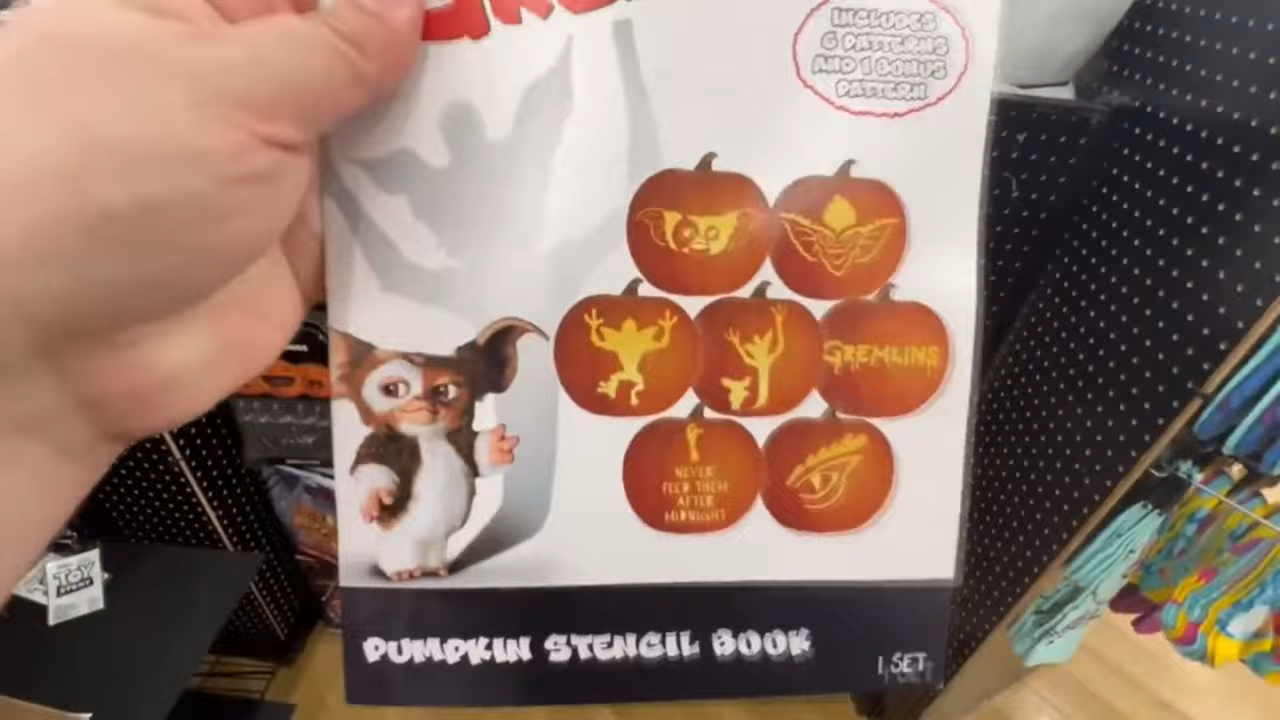 INCLUDES
6 PATTERNS
AND 1 BONUS
PATTERN
GREMLINS
NEVER
FEED THEM
AFTER
MIDNIGHT
TOY
STORY
PUMPKIN STENCIL BOOK
1 SET